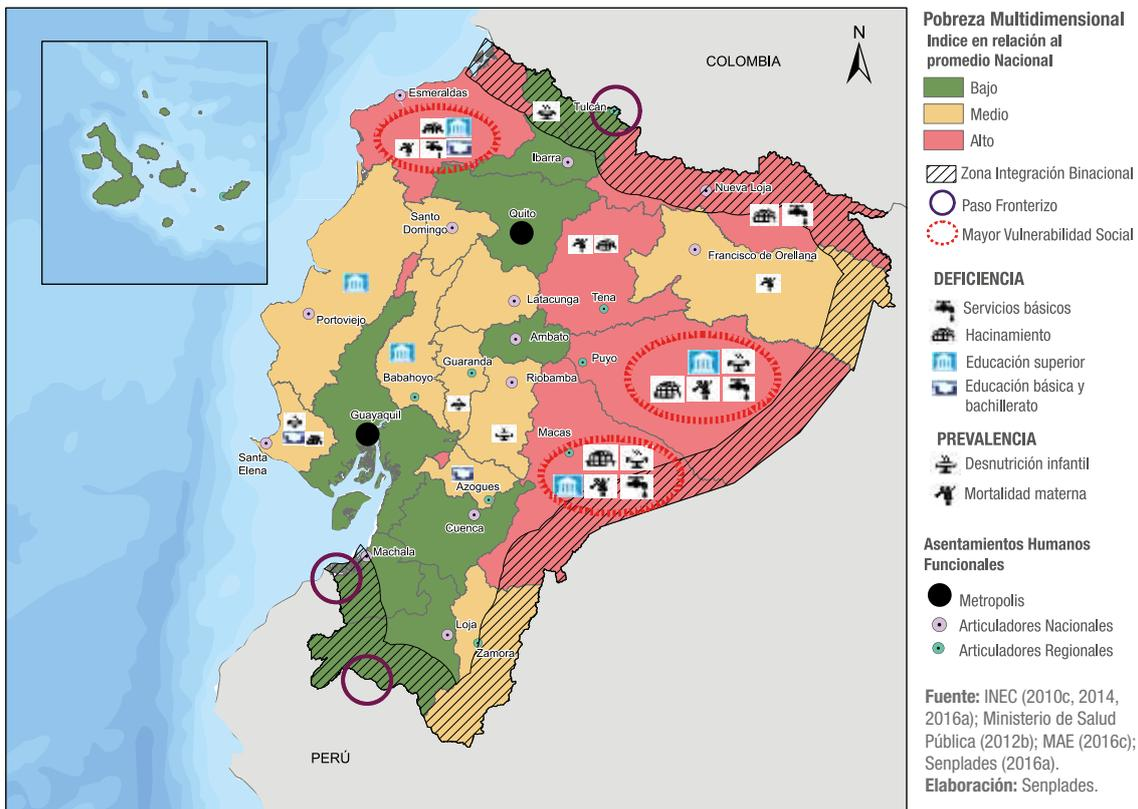 Pobreza Multidimensional
Indice en relación al
promedio Nacional
Bajo
Medio
Alto
Zona Integración Binacional
Paso Fronterizo
Mayor Vulnerabilidad Social
DEFICIENCIA
Servicios básicos
Hacinamiento
Educación superior
Educación básica y
bachillerato
PREVALENCIA
Desnutrición infantil
Mortalidad materna
Asentamientos Humanos
Funcionales
Metropolis
Articuladores Nacionales
Articuladores Regionales
Fuente: INEC (2010c, 2014,
2016a); Ministerio de Salud
Pública (2012b); MAE (2016c);
Senplades (2016a).
Elaboración: Senplades.
N
COLOMBIA
Esmeraldas
Tulcán
Ibarra
Nueva Loja
Santo
Domingo
Quito
Francisco de Orellana
Latacunga
Tena
Portoviejo
Ambato
Guaranda
Puyo
Babahoyo
Riobamba
Guayaquil
Macas
Santa
Elena
Azogues
Cuenca
Machala
Loja
Zamora
PERÚ